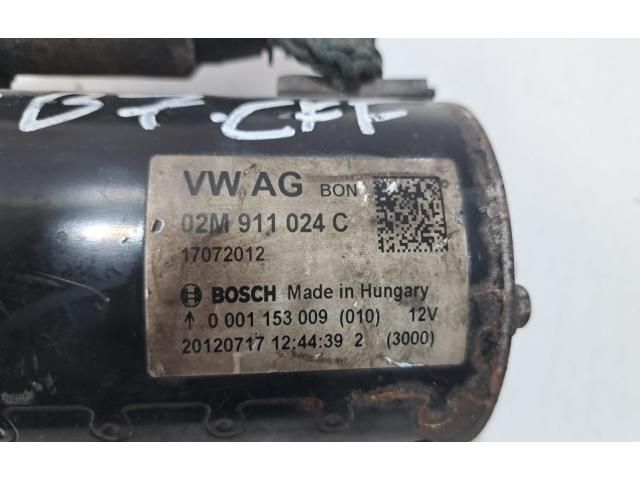 B7. CFF
VW AG BON
02M 911 024 C
17072012
BOSCH Made in Hungary
↑ 0 001 153 009 (010) 12V
20120717 12:44:39 2 (3000)